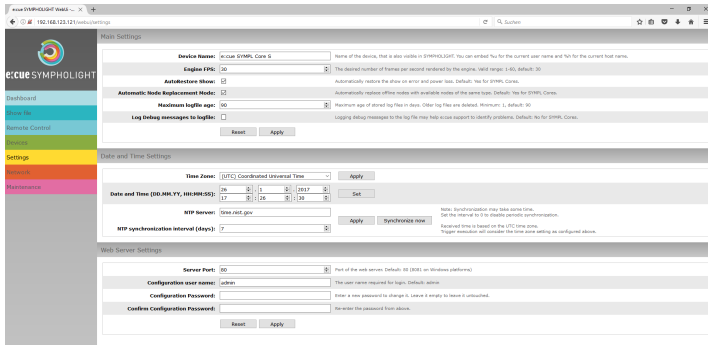 e:cue SYMPHOLIGHT WebUI -...
192.168.123.121/webui/settings
Suchen
e:cue SYMPHOLIGHT
Dashboard
Show file
Remote Control
Devices
Settings
Network
Maintenance
Main Settings
Device Name: e:cue SYMPL Core S Name of the device, that is also visible in SYMPHOLIGHT. You can embed %u for the current user name and %h for the current host name.
Engine FPS: 30 The desired number of frames per second rendered by the engine. Valid range: 1-60, default: 30
AutoRestore Show: Automatically restore the show on error and power loss. Default: Yes for SYMPL Cores.
Automatic Node Replacement Mode: Automatically replace offline nodes with available nodes of the same type. Default: Yes for SYMPL Cores.
Maximum logfile age: 90 Maximum age of stored log files in days. Older log files are deleted. Minimum: 1, default: 90
Log Debug messages to logfile: Logging debug messages to the log file may help e:cue support to identify problems. Default: No for SYMPL Cores.
Reset Apply
Date and Time Settings
Time Zone: (UTC) Coordinated Universal Time Apply
Date and Time (DD.MM.YY, HH:MM:SS): 26 . 1 . 2017
17 : 26 : 30 Set
NTP Server: time.nist.gov
NTP synchronization interval (days): 7
Apply Synchronize now
Note: Synchronization may take some time.
Set the interval to 0 to disable periodic synchronization.
Received time is based on the UTC time zone.
Trigger execution will consider the time zone setting as configured above.
Web Server Settings
Server Port: 80 Port of the web server. Default: 80 (8081 on Windows platforms)
Configuration user name: admin The user name required for login. Default: admin
Configuration Password: Enter a new password to change it. Leave it empty to leave it untouched.
Confirm Configuration Password: Re-enter the password from above.
Reset Apply